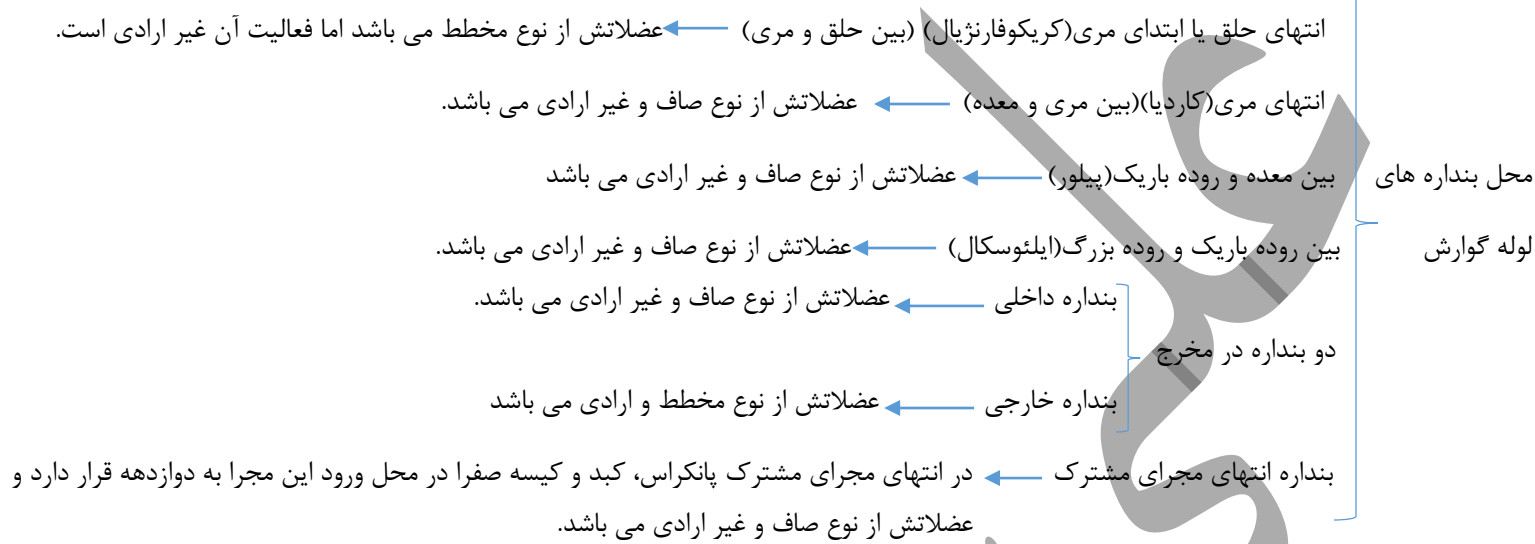 انتهای حلق یا ابتدای مری(کریکوفارنژیال) (بین حلق و مری) عضلاتش از نوع مخطط می باشد اما فعالیت آن غیر ارادی است.
انتهای مری(کاردیا)(بین مری و معده) عضلاتش از نوع صاف و غیر ارادی می باشد.
محل بنداره های بین معده و روده باریک(پیلور) عضلاتش از نوع صاف و غیر ارادی می باشد
لوله گوارش بین روده باریک و روده بزرگ(ایلئوسکال) عضلاتش از نوع صاف و غیر ارادی می باشد.
بنداره داخلی عضلاتش از نوع صاف و غیر ارادی می باشد.
دو بنداره در مخرج
بنداره خارجی عضلاتش از نوع مخطط و ارادی می باشد
بنداره انتهای مجرای مشترک در انتهای مجرای مشترک پانکراس، کبد و کیسه صفرا در محل ورود این مجرا به دوازدهه قرار دارد و
عضلاتش از نوع صاف و غیر ارادی می باشد.